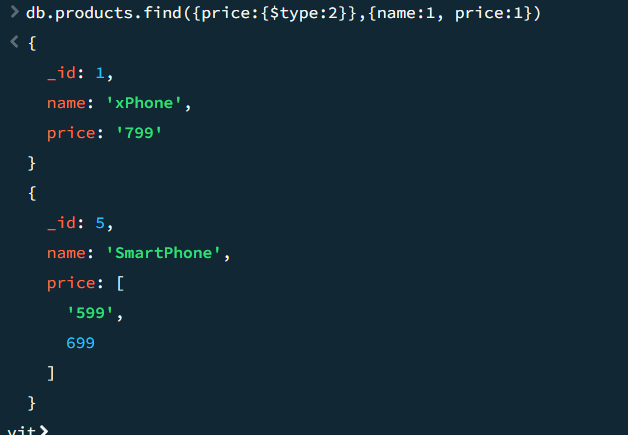 > db.products.find({price:{$type:2}},{name:1, price:1})
< {
_id: 1,
name: 'xPhone',
price: '799'
}
{
_id: 5,
name: 'SmartPhone',
price: [
'599',
699
]
}
vit>